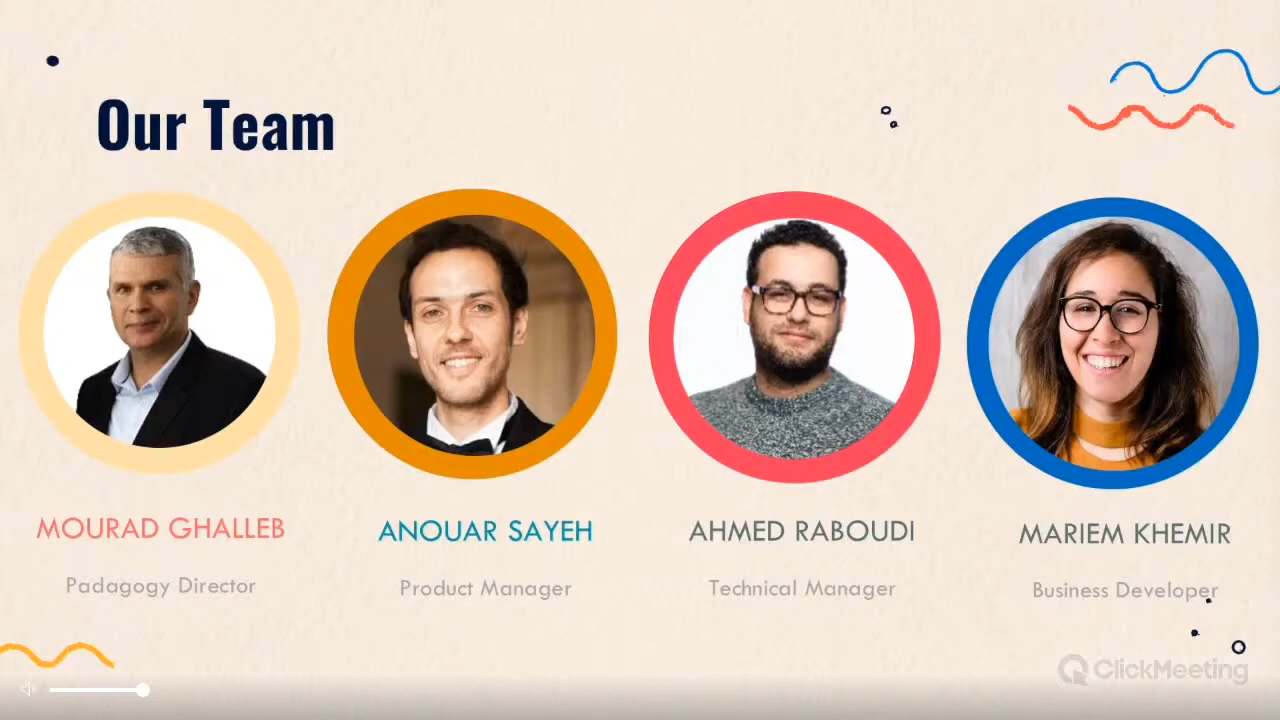 Our Team
MOURAD GHALLEB
Padagogy Director
ANOUAR SAYEH
Product Manager
AHMED RABOUDI
Technical Manager
MARIEM KHEMIR
Business Developer
ClickMeeting